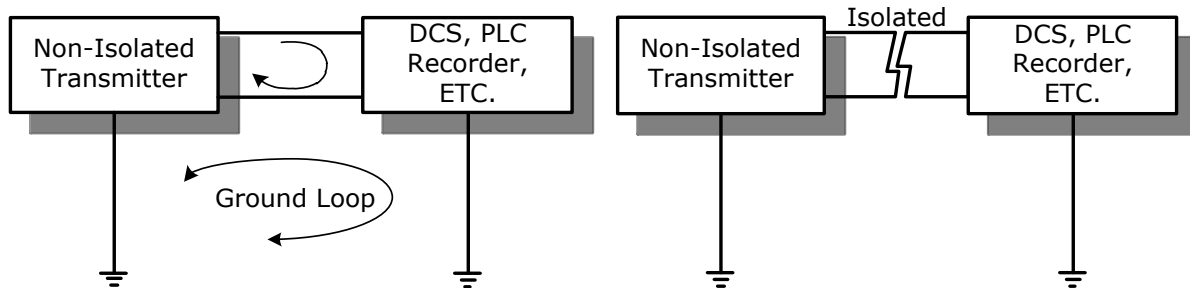 Non-Isolated
Transmitter
DCS, PLC
Recorder,
ETC.
Ground Loop
Isolated
Non-Isolated
Transmitter
DCS, PLC
Recorder,
ETC.